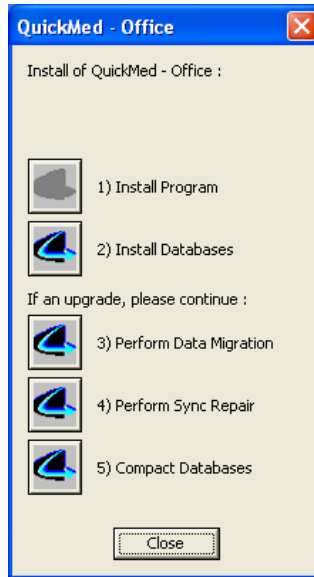 QuickMed - Office
Install of QuickMed - Office :
1) Install Program
2) Install Databases
If an upgrade, please continue :
3) Perform Data Migration
4) Perform Sync Repair
5) Compact Databases
Close